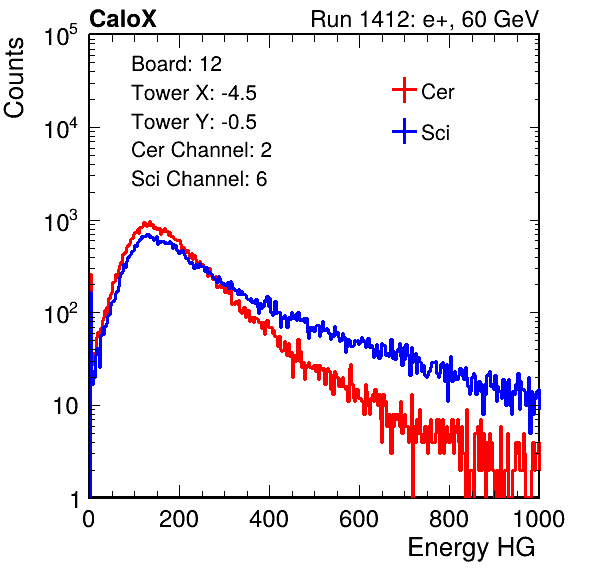 CaloX Run 1412: e+, 60 GeV
Counts
10^5
10^4
10^3
10^2
10
1
Board: 12
Tower X: -4.5
Tower Y: -0.5
Cer Channel: 2
Sci Channel: 6
Cer
Sci
0 200 400 600 800 1000
Energy HG